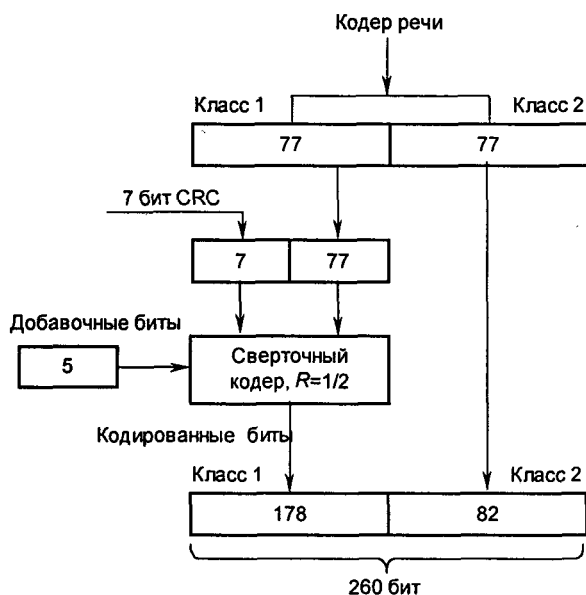 Кодер речи
Класс 1
Класс 2
77
77
7 бит CRC
7
77
Добавочные биты
5
Сверточный
кодер, R=1/2
Кодированные биты
Класс 1
Класс 2
178
82
260 бит